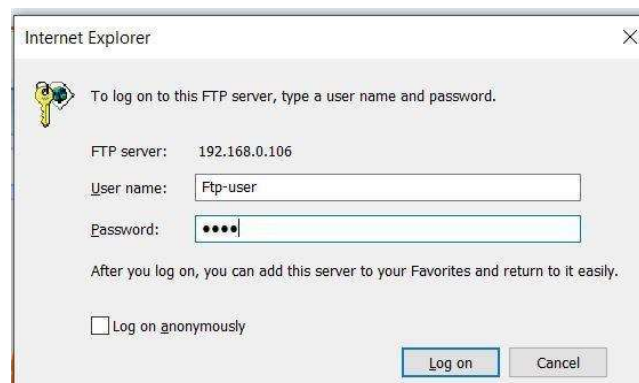 Internet Explorer
To log on to this FTP server, type a user name and password.
FTP server: 192.168.0.106
User name: Ftp-user
Password: ●●●●
After you log on, you can add this server to your Favorites and return to it easily.
Log on anonymously
Log on Cancel